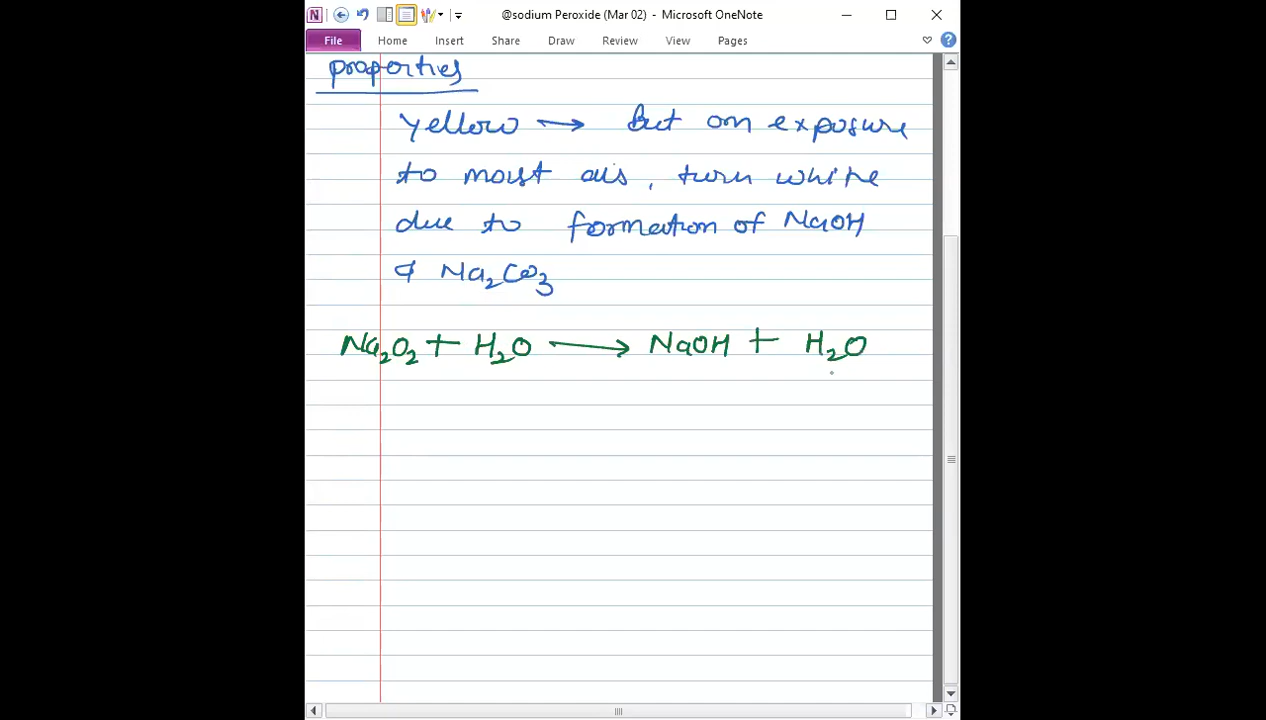 @sodium Peroxide (Mar 02) - Microsoft OneNote
File Home Insert Share Draw Review View Pages
properties
yellow → But on exposure
to moist air, turn white
due to formation of NaOH
& Na₂CO₃
Na₂O₂ + H₂O → NaOH + H₂O